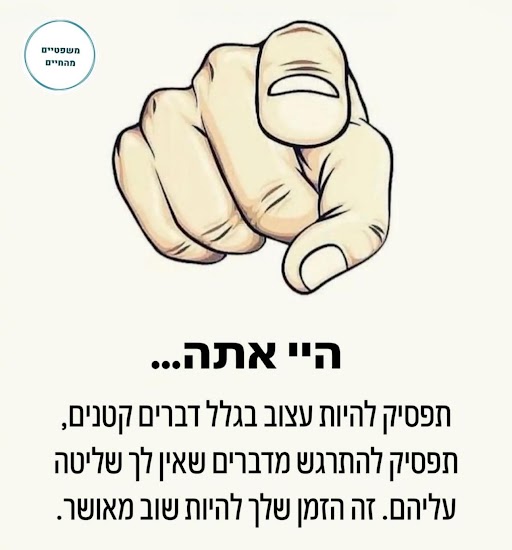 משפטיים
מהחיים
היי אתה...
תפסיק להיות עצוב בגלל דברים קטנים,
תפסיק להתרגש מדברים שאין לך שליטה
עליהם. זה הזמן שלך להיות שוב מאושר.